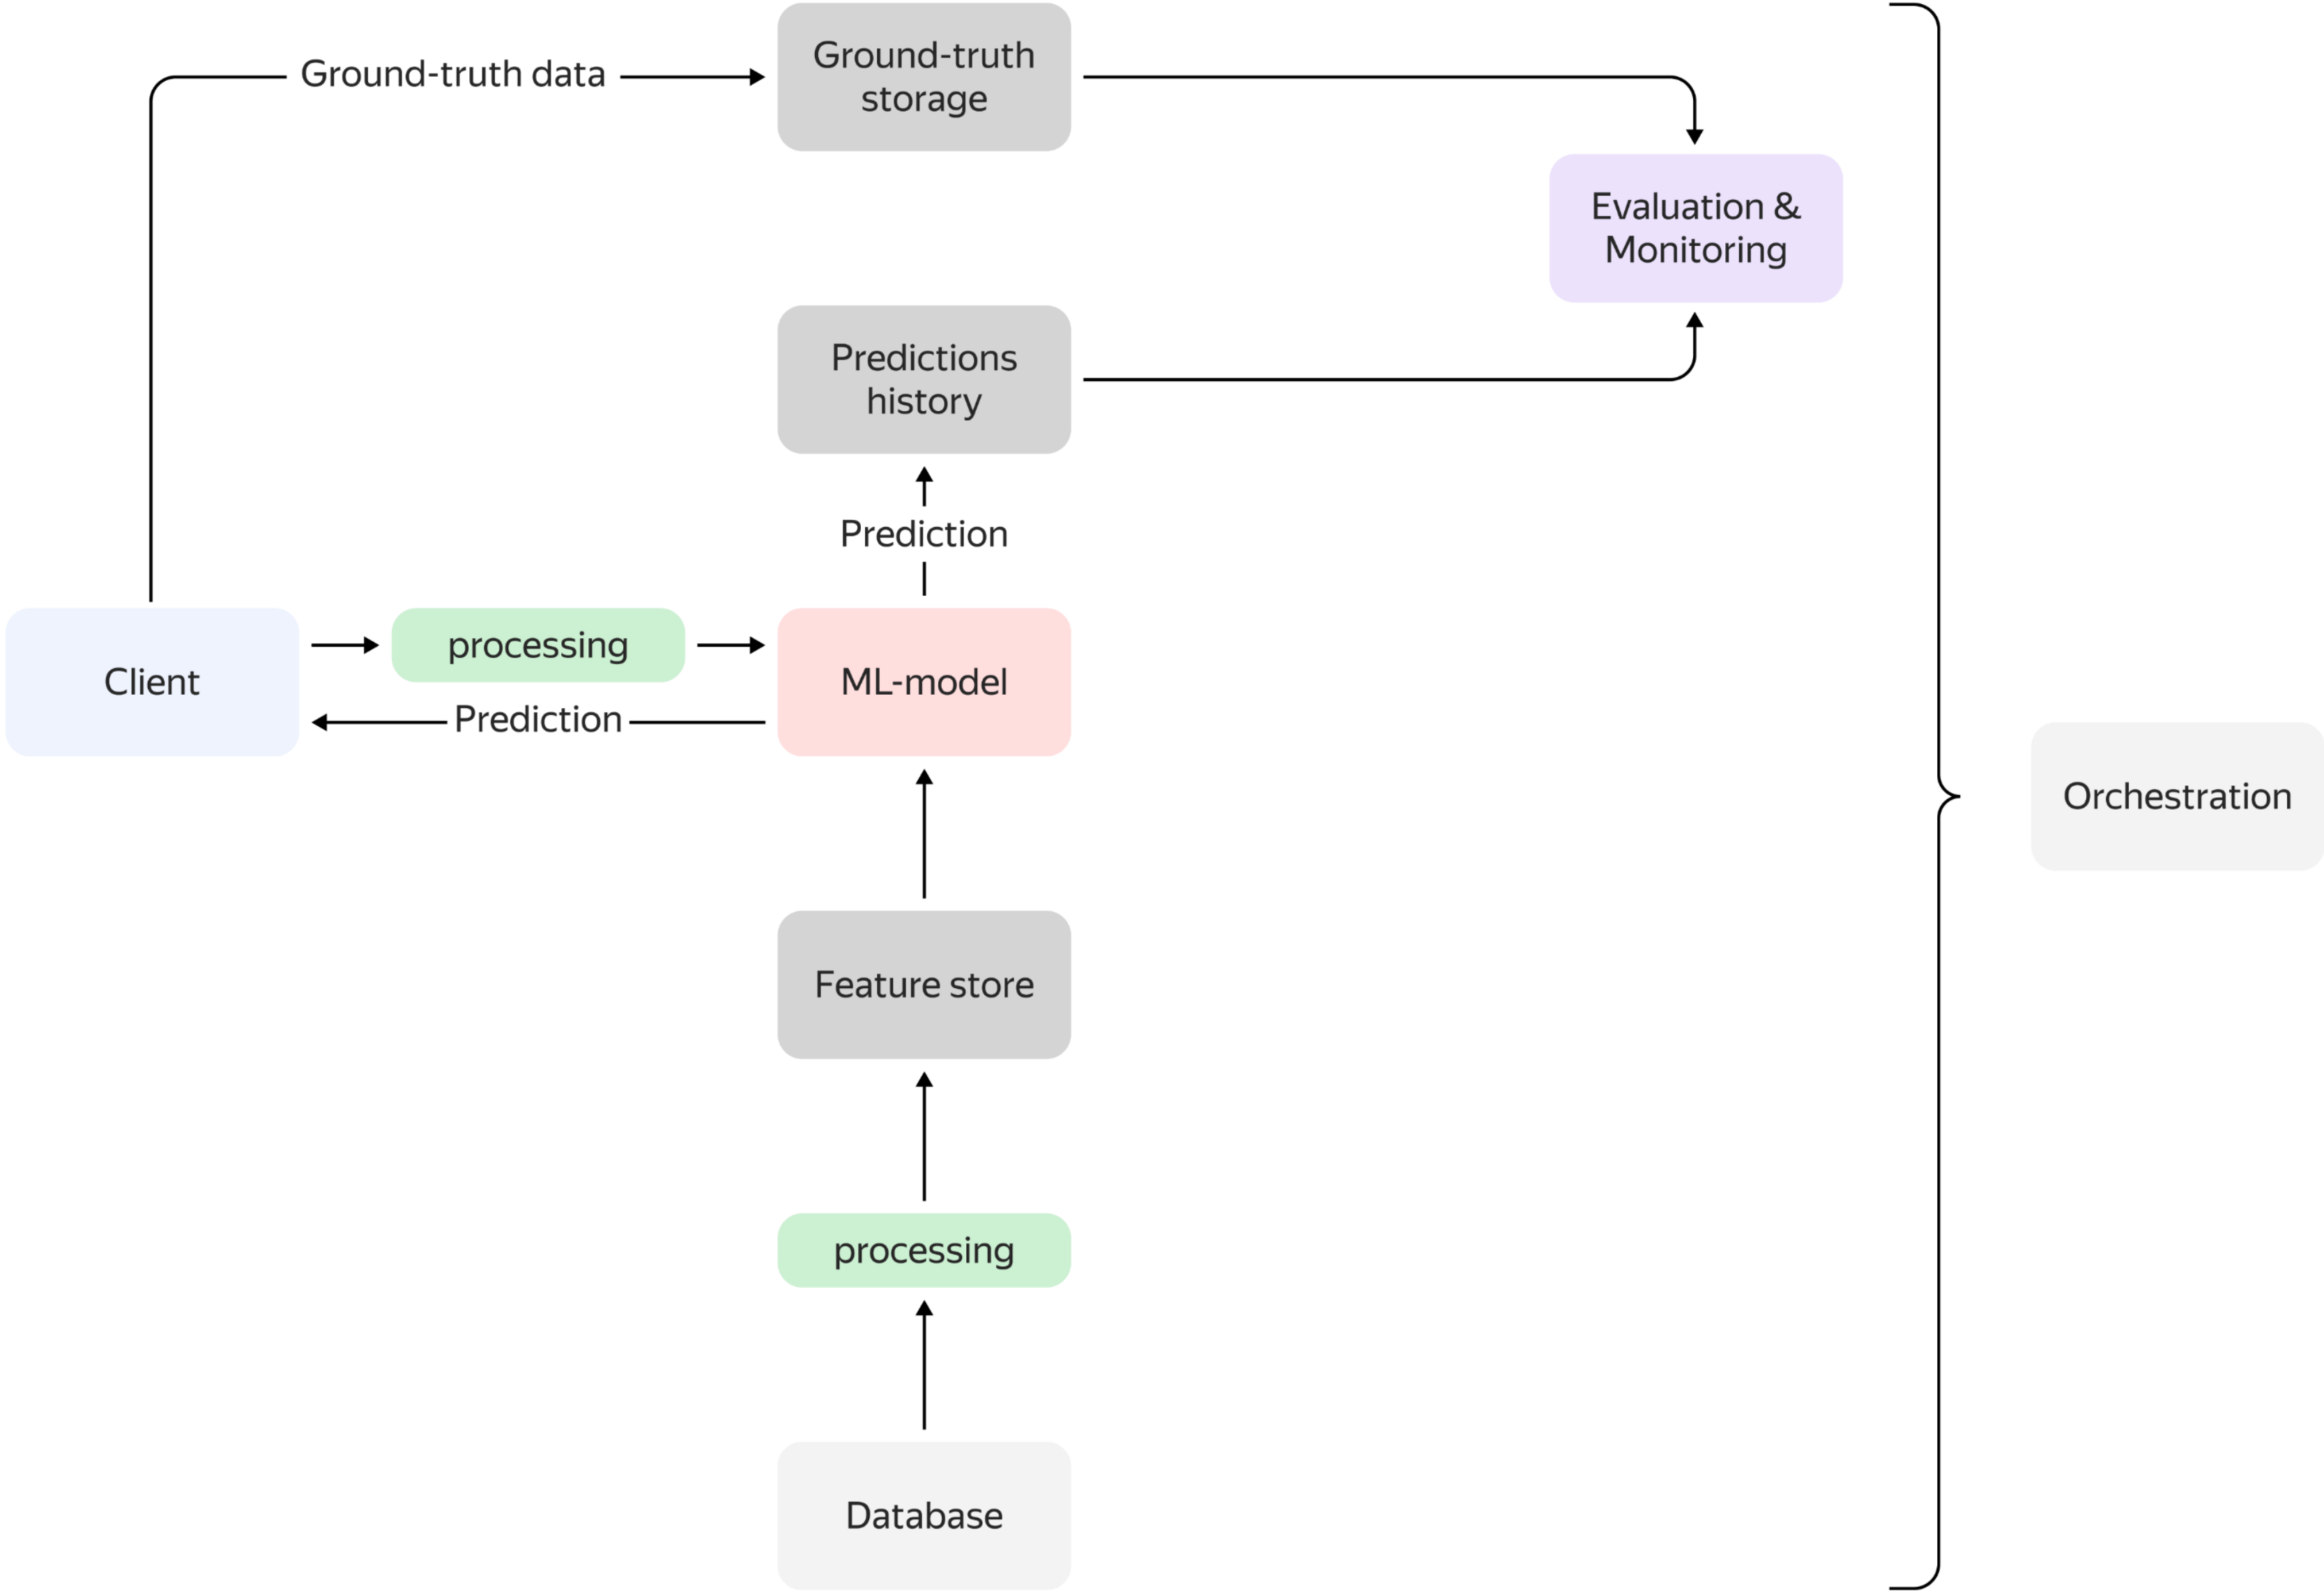 Ground-truth data
Ground-truth
storage
Evaluation &
Monitoring
Predictions
history
Prediction
Client
processing
ML-model
Prediction
Orchestration
Feature store
processing
Database